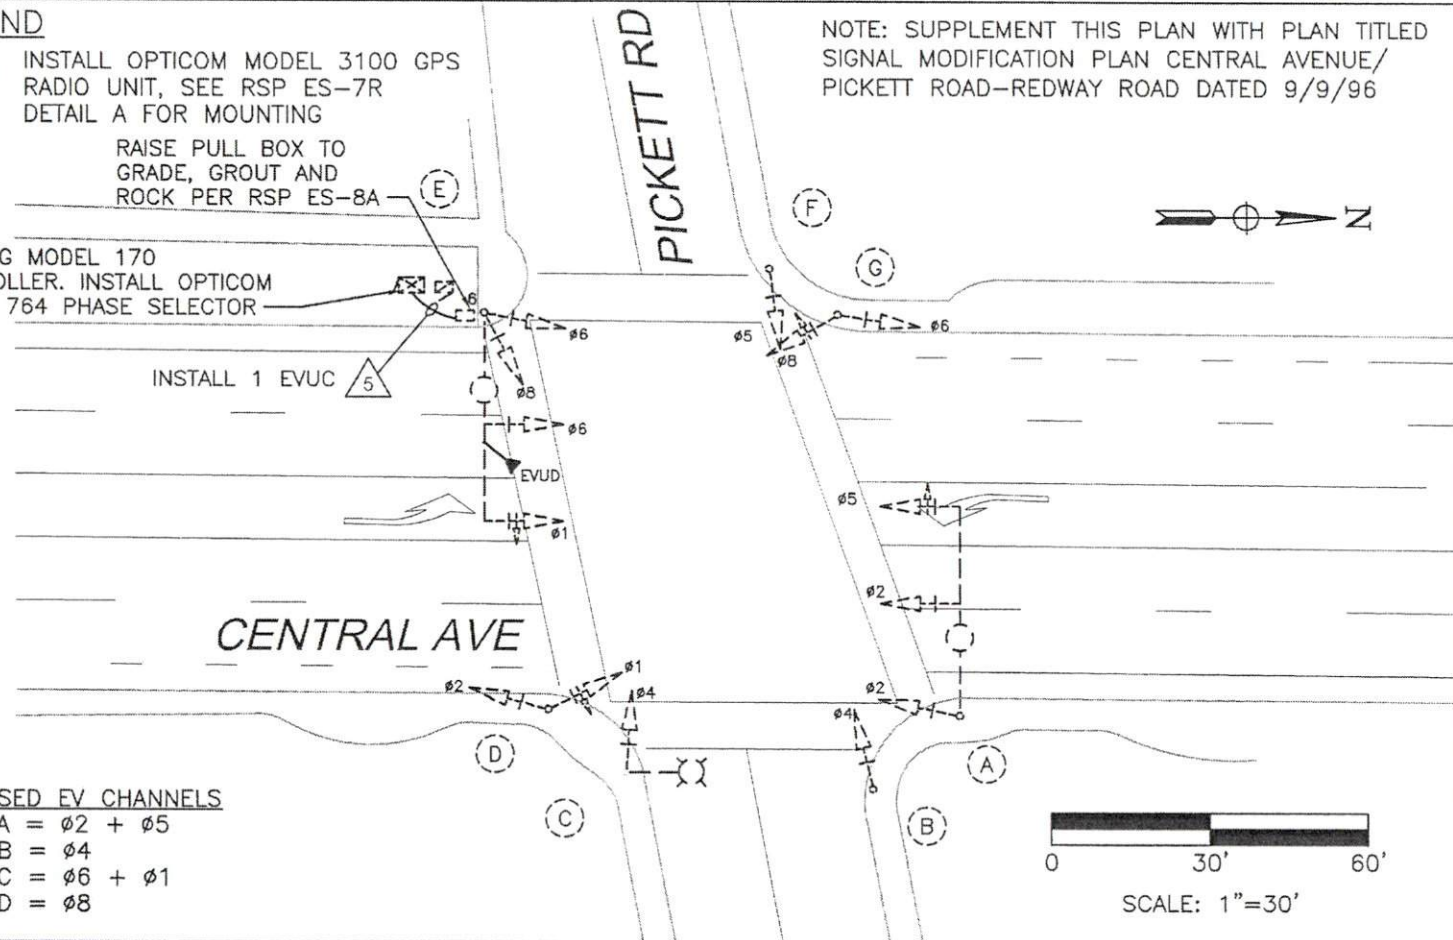 ND
INSTALL OPTICOM MODEL 3100 GPS
RADIO UNIT, SEE RSP ES-7R
DETAIL A FOR MOUNTING
RAISE PULL BOX TO
GRADE, GROUT AND
ROCK PER RSP ES-8A
E
G MODEL 170
OLLER. INSTALL OPTICOM
764 PHASE SELECTOR
INSTALL 1 EVUC
5
PICKETT RD
NOTE: SUPPLEMENT THIS PLAN WITH PLAN TITLED
SIGNAL MODIFICATION PLAN CENTRAL AVENUE/
PICKETT ROAD-REDWAY ROAD DATED 9/9/96
F
G
N
6
ø6
ø8
ø6
EVUD
ø1
ø5
ø8
ø6
ø5
ø2
CENTRAL AVE
ø2
ø1
ø4
ø2
ø4
D
C
A
B
SED EV CHANNELS
A = ø2 + ø5
B = ø4
C = ø6 + ø1
D = ø8
0 30' 60'
SCALE: 1"=30'